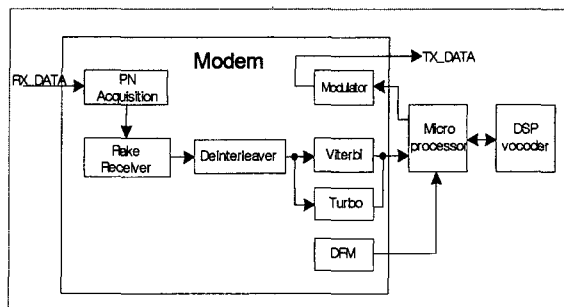 Modem
TX_DATA
RX_DATA
PN
Acquisition
Modulator
Rake
Receiver
Deinterleaver
Viterbi
Turbo
DFM
Micro
processor
DSP
vocoder